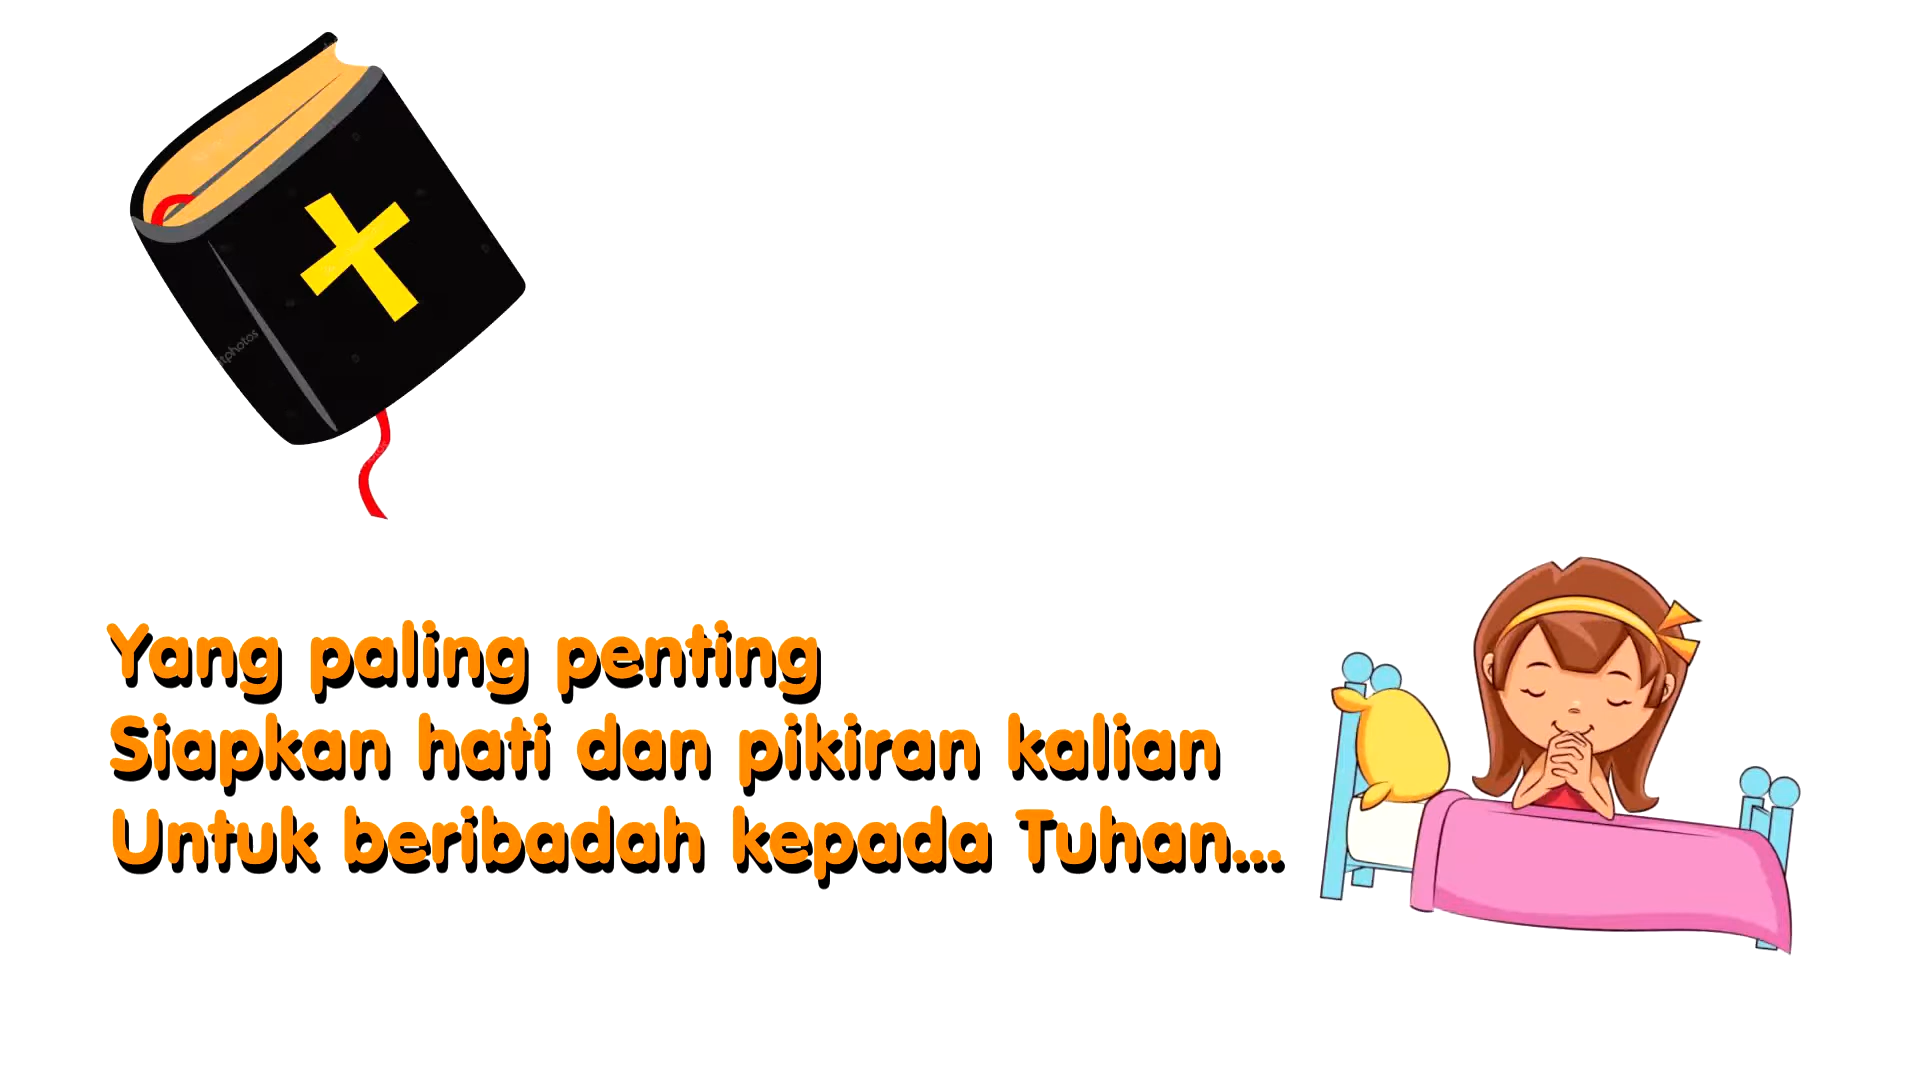 Yang paling penting
Siapkan hati dan pikiran kalian
Untuk beribadah kepada Tuhan...